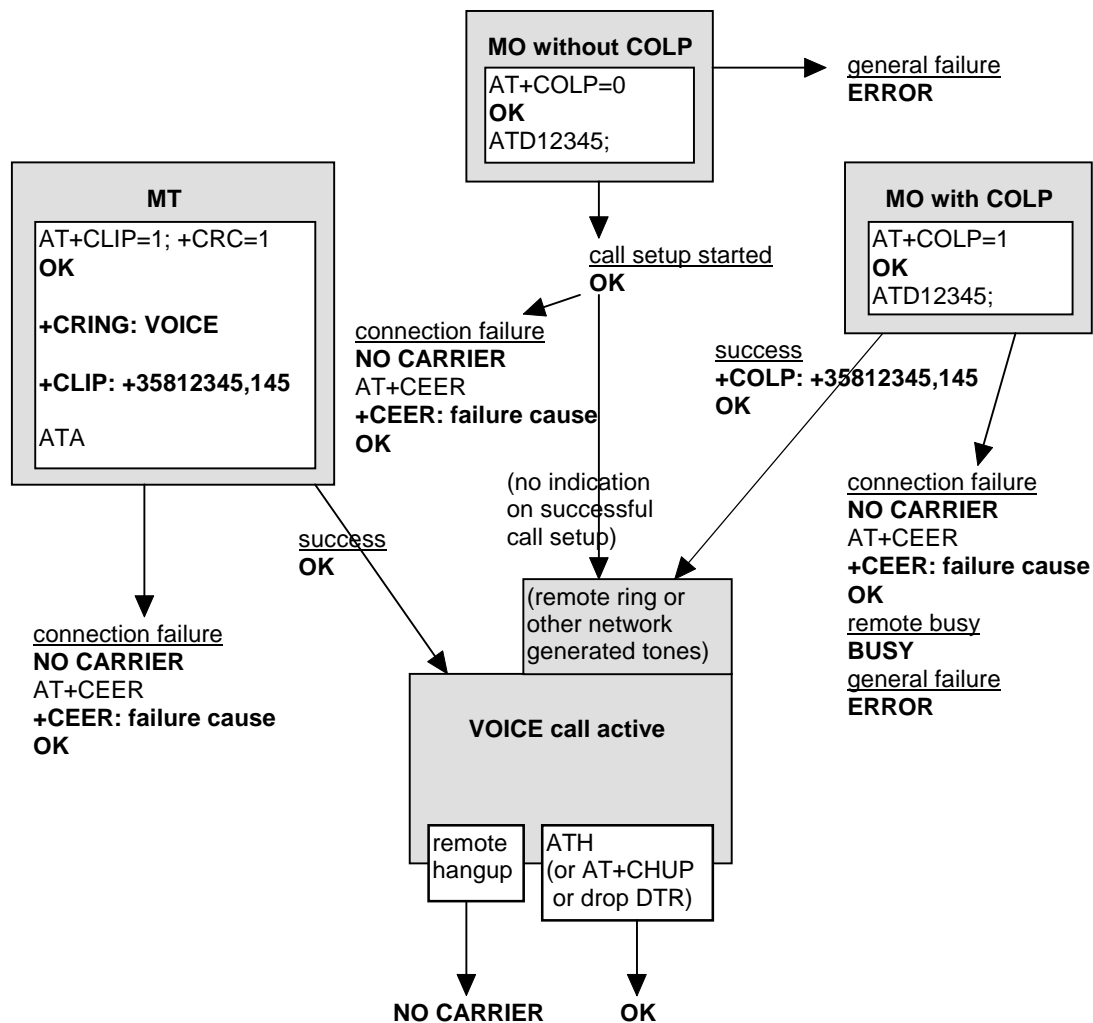 MO without COLP
AT+COLP=0
OK
ATD12345;
general failure
ERROR
MT
AT+CLIP=1; +CRC=1
OK
+CRING: VOICE
+CLIP: +35812345,145
ATA
MO with COLP
AT+COLP=1
OK
ATD12345;
call setup started
OK
connection failure
NO CARRIER
AT+CEER
+CEER: failure cause
OK
success
+COLP: +35812345,145
OK
(no indication
on successful
call setup)
connection failure
NO CARRIER
AT+CEER
+CEER: failure cause
OK
remote busy
BUSY
general failure
ERROR
success
OK
connection failure
NO CARRIER
AT+CEER
+CEER: failure cause
OK
(remote ring or
other network
generated tones)
VOICE call active
remote
hangup
ATH
(or AT+CHUP
or drop DTR)
NO CARRIER
OK